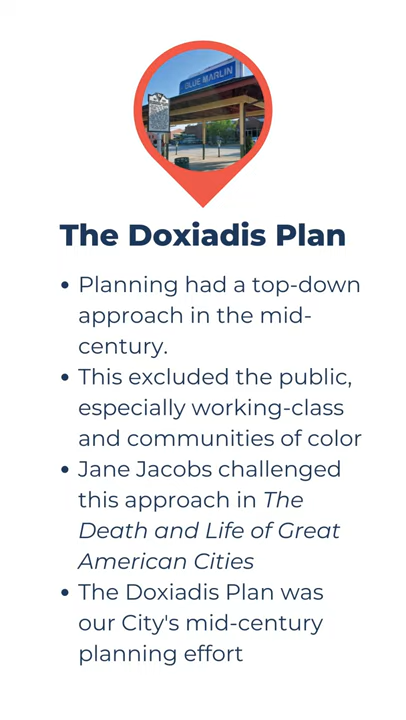 BLUE MARLIN
The Doxiadis Plan
• Planning had a top-down
approach in the mid-
century.
• This excluded the public,
especially working-class
and communities of color
• Jane Jacobs challenged
this approach in The
Death and Life of Great
American Cities
• The Doxiadis Plan was
our City's mid-century
planning effort